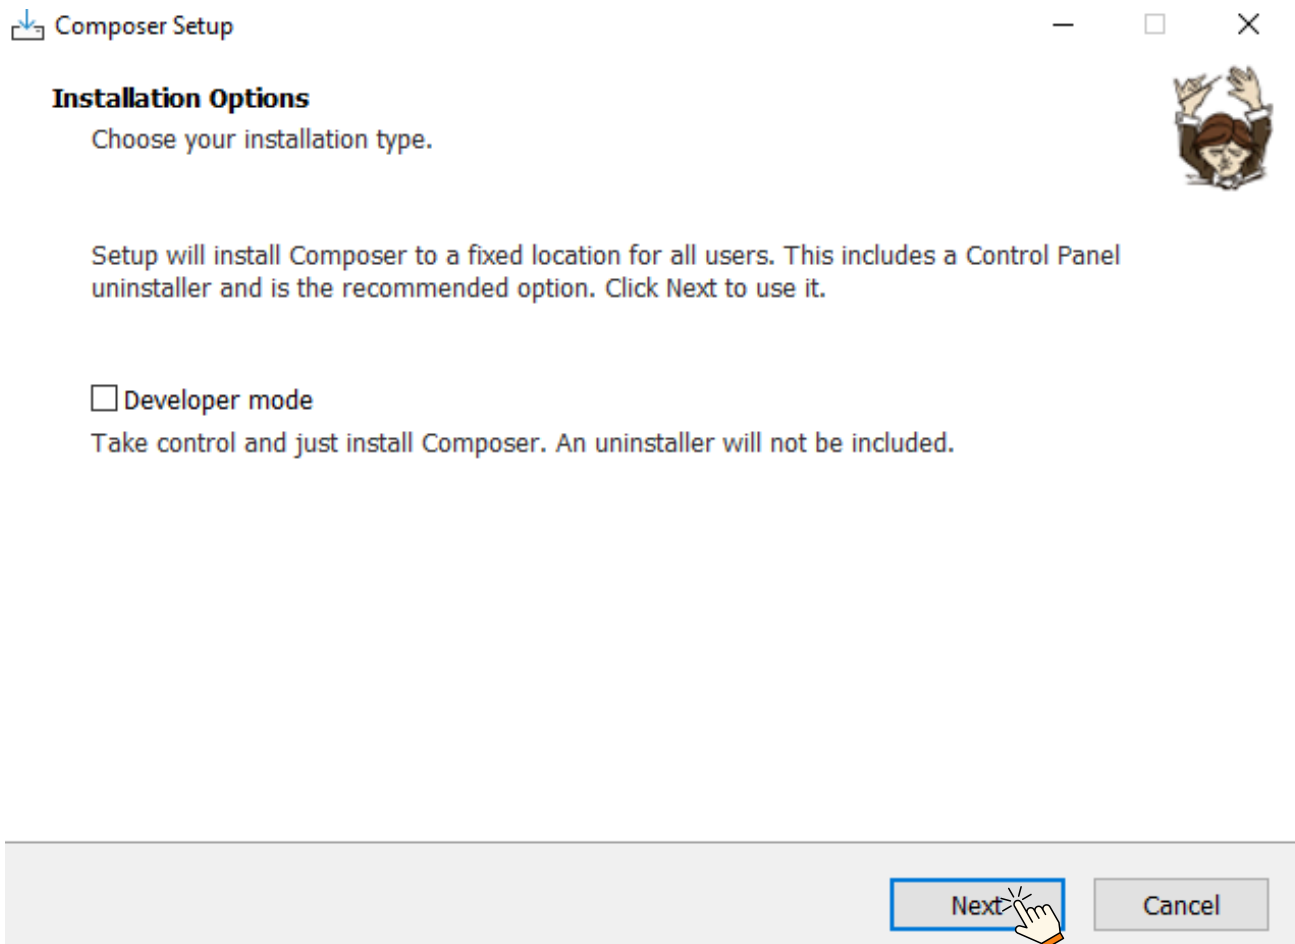 Composer Setup
Installation Options
Choose your installation type.
Setup will install Composer to a fixed location for all users. This includes a Control Panel
uninstaller and is the recommended option. Click Next to use it.
Developer mode
Take control and just install Composer. An uninstaller will not be included.
Next
Cancel